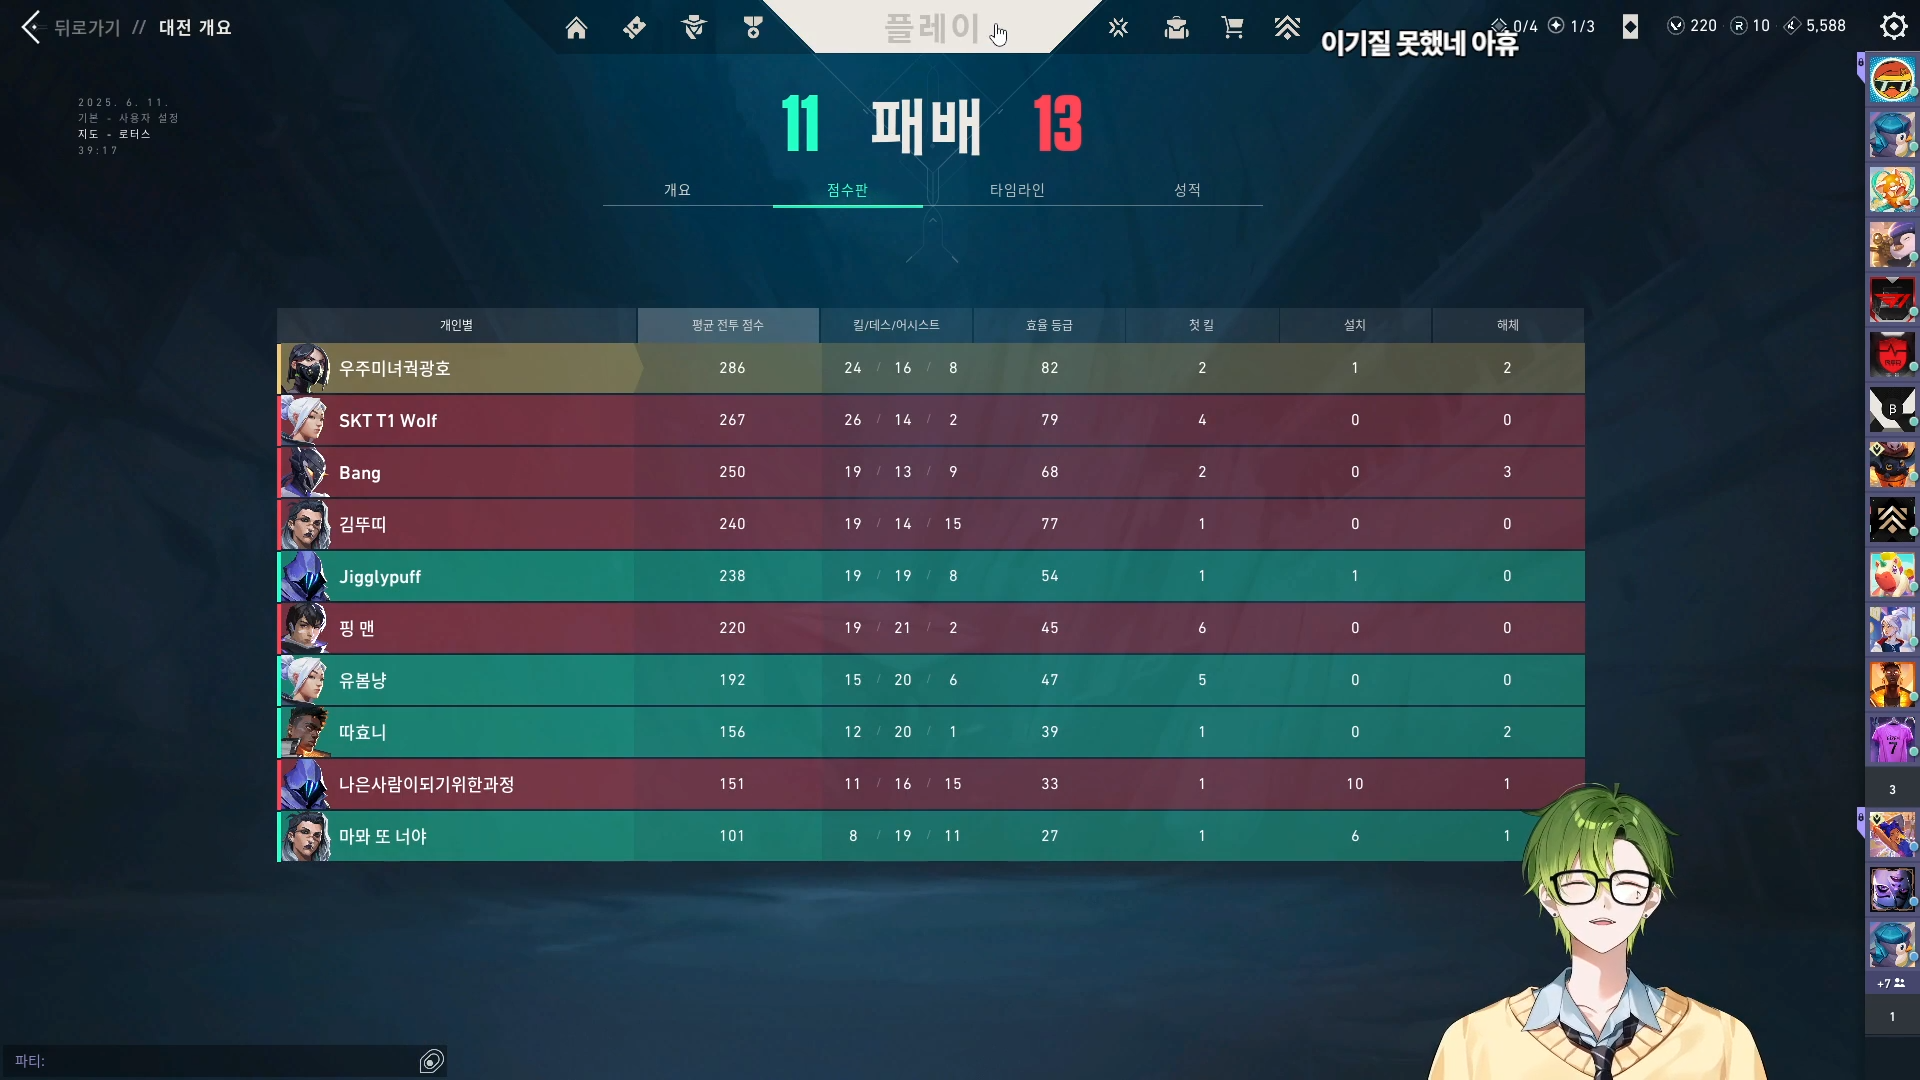 뒤로가기 // 대전 개요
플레이
0/4 1/3 220 10 5,588
이기질 못했네 아휴
2025. 6. 11.
기본 - 사용자 설정
지도 - 로터스
39:17
11 패배 13
개요 점수판 타임라인 성적
개인별 평균 전투 점수 킬/데스/어시스트 효율 등급 첫 킬 설치 해체
우주미녀궉광호 286 24 / 16 / 8 82 2 1 2
SKT T1 Wolf 267 26 / 14 / 2 79 4 0 0
Bang 250 19 / 13 / 9 68 2 0 3
김뚜띠 240 19 / 14 / 15 77 1 0 0
Jigglypuff 238 19 / 19 / 8 54 1 1 0
핑 맨 220 19 / 21 / 2 45 6 0 0
유봄냥 192 15 / 20 / 6 47 5 0 0
따효니 156 12 / 20 / 1 39 1 0 2
나은사람이되기위한과정 151 11 / 16 / 15 33 1 10 1
마뫄 또 너야 101 8 / 19 / 11 27 1 6 1
B
7
3
+7
1
파티: